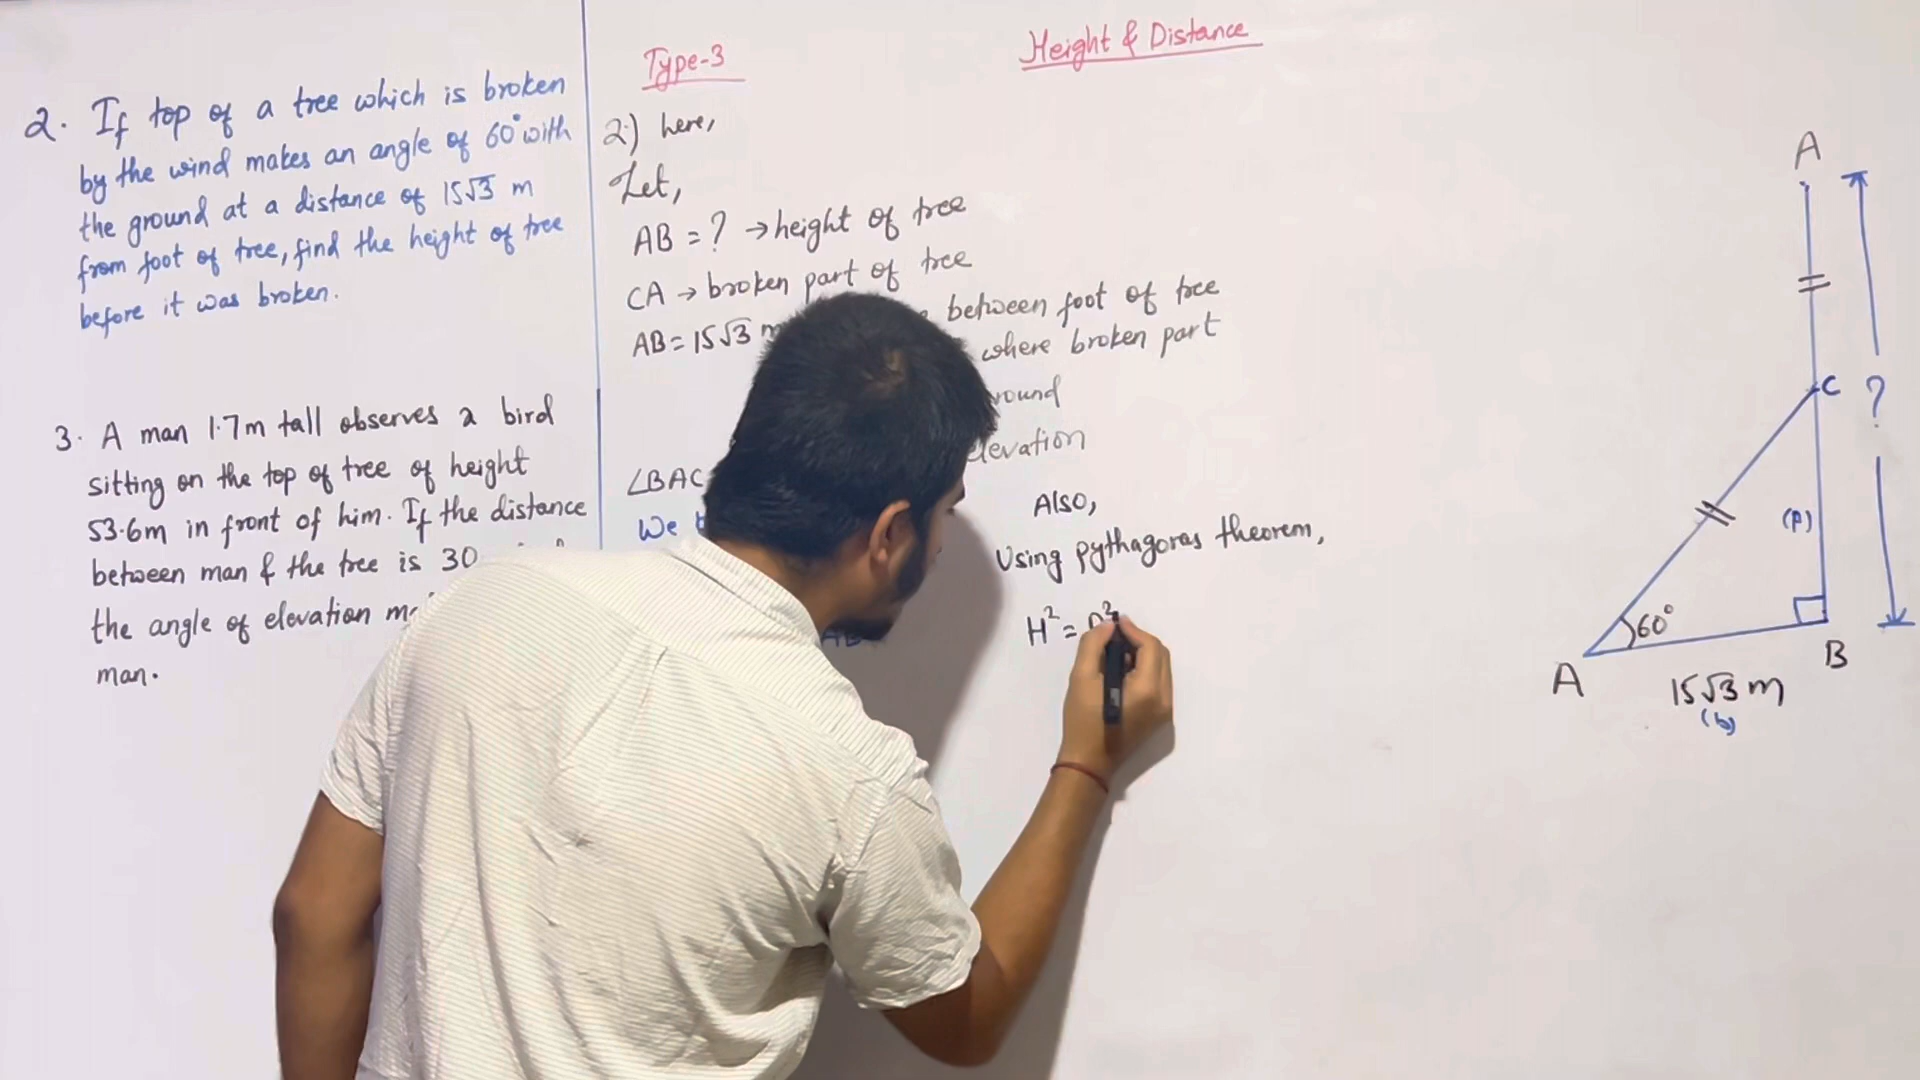 Type-3
Height & Distance
2. If top of a tree which is broken
by the wind makes an angle of 60° with
the ground at a distance of 15√3 m
from foot of tree, find the height of tree
before it was broken.
3. A man 1.7m tall observes a bird
sitting on the top of tree of height
53.6m in front of him. If the distance
between man & the tree is 30
the angle of elevation
man.
2) here,
Let,
AB = ? → height of tree
CA → broken part of tree
AB = 15√3 m between foot of tree
where broken part
elevation
∠BAC
We
Also,
Using pythagoras theorem,
H² =
A
C
?
(p)
60°
A
B
15√3 m
(b)